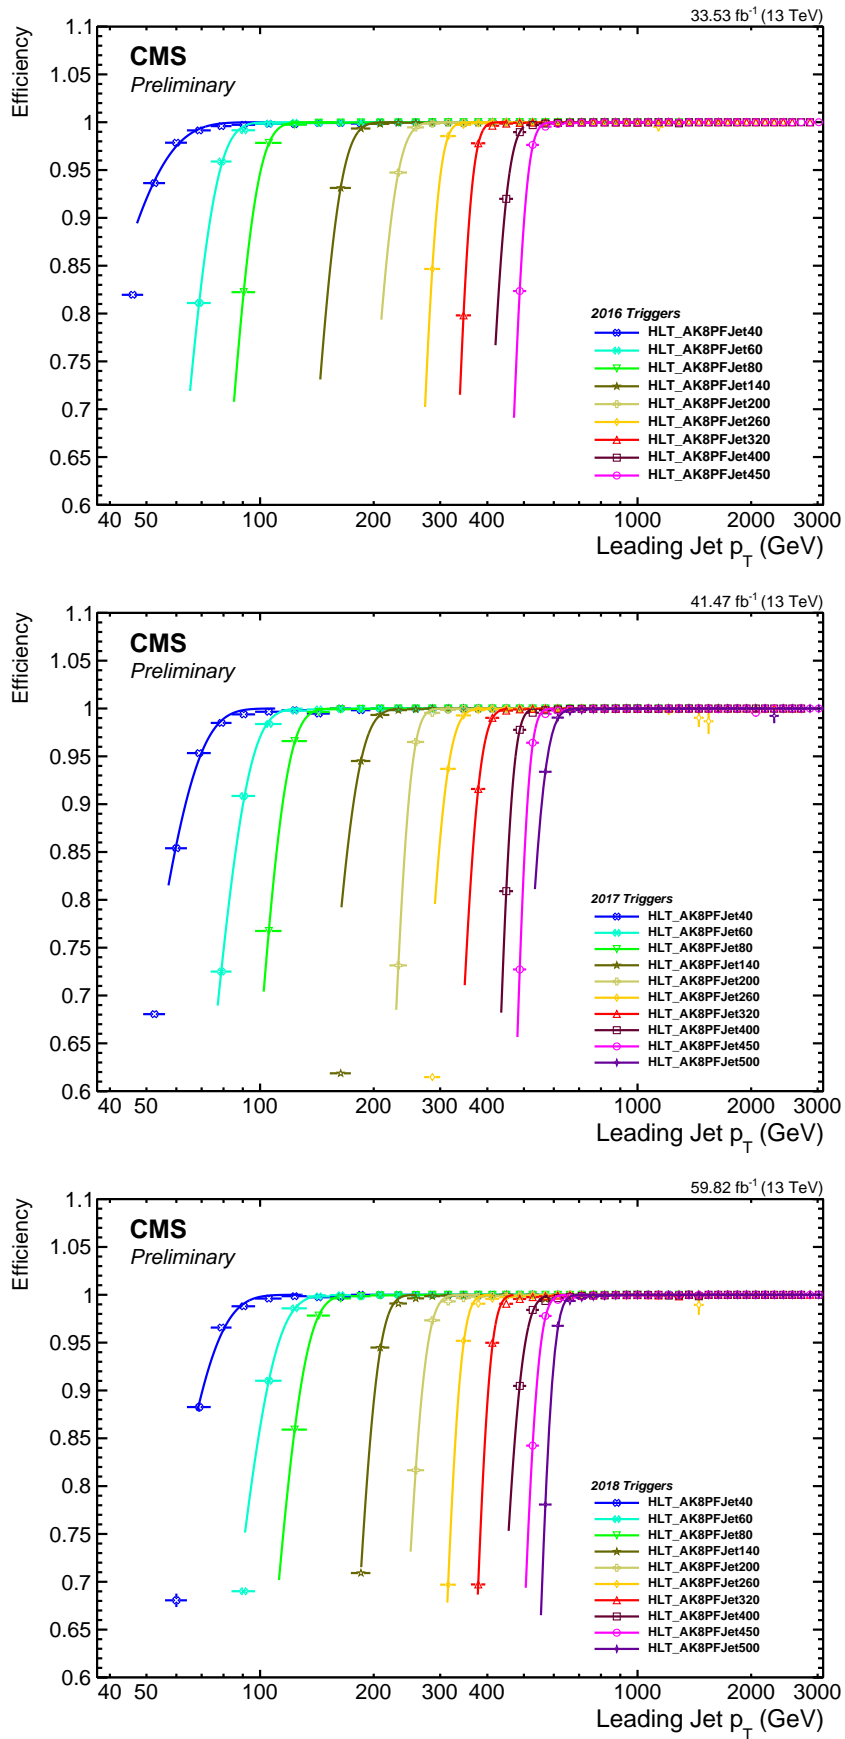 33.53 fb-1 (13 TeV)
Efficiency
1.1
CMS
Preliminary
1.05
1
0.95
0.9
0.85
0.8
0.75
0.7
0.65
0.6
2016 Triggers
HLT_AK8PFJet40
HLT_AK8PFJet60
HLT_AK8PFJet80
HLT_AK8PFJet140
HLT_AK8PFJet200
HLT_AK8PFJet260
HLT_AK8PFJet320
HLT_AK8PFJet400
HLT_AK8PFJet450
40 50 100 200 300 400 1000 2000 3000
Leading Jet pT (GeV)
41.47 fb-1 (13 TeV)
Efficiency
1.1
CMS
Preliminary
1.05
1
0.95
0.9
0.85
0.8
0.75
0.7
0.65
0.6
2017 Triggers
HLT_AK8PFJet40
HLT_AK8PFJet60
HLT_AK8PFJet80
HLT_AK8PFJet140
HLT_AK8PFJet200
HLT_AK8PFJet260
HLT_AK8PFJet320
HLT_AK8PFJet400
HLT_AK8PFJet450
HLT_AK8PFJet500
40 50 100 200 300 400 1000 2000 3000
Leading Jet pT (GeV)
59.82 fb-1 (13 TeV)
Efficiency
1.1
CMS
Preliminary
1.05
1
0.95
0.9
0.85
0.8
0.75
0.7
0.65
0.6
2018 Triggers
HLT_AK8PFJet40
HLT_AK8PFJet60
HLT_AK8PFJet80
HLT_AK8PFJet140
HLT_AK8PFJet200
HLT_AK8PFJet260
HLT_AK8PFJet320
HLT_AK8PFJet400
HLT_AK8PFJet450
HLT_AK8PFJet500
40 50 100 200 300 400 1000 2000 3000
Leading Jet pT (GeV)